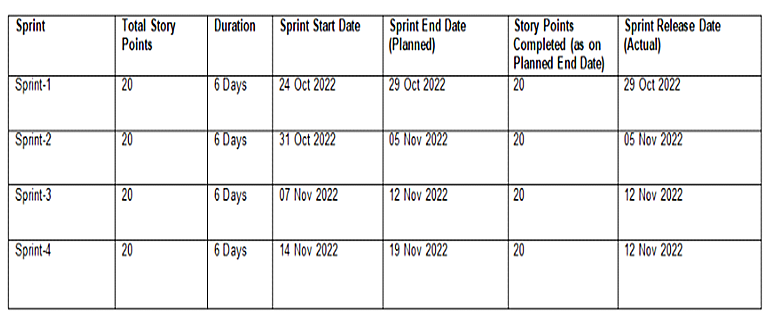 Sprint Total Story Duration Sprint Start Date Sprint End Date Story Points Sprint Release Date
Points (Planned) Completed (as on (Actual)
Planned End Date)
Sprint-1 20 6 Days 24 Oct 2022 29 Oct 2022 20 29 Oct 2022
Sprint-2 20 6 Days 31 Oct 2022 05 Nov 2022 20 05 Nov 2022
Sprint-3 20 6 Days 07 Nov 2022 12 Nov 2022 20 12 Nov 2022
Sprint-4 20 6 Days 14 Nov 2022 19 Nov 2022 20 12 Nov 2022